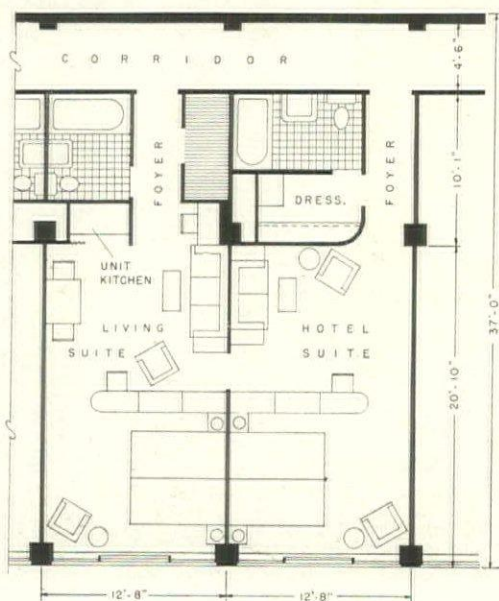 CORRIDOR
4'-6"
FOYER
FOYER
10'-1"
DRESS.
UNIT
KITCHEN
LIVING
SUITE
HOTEL
SUITE
37'-0"
20'-10"
12'-8"
12'-8"